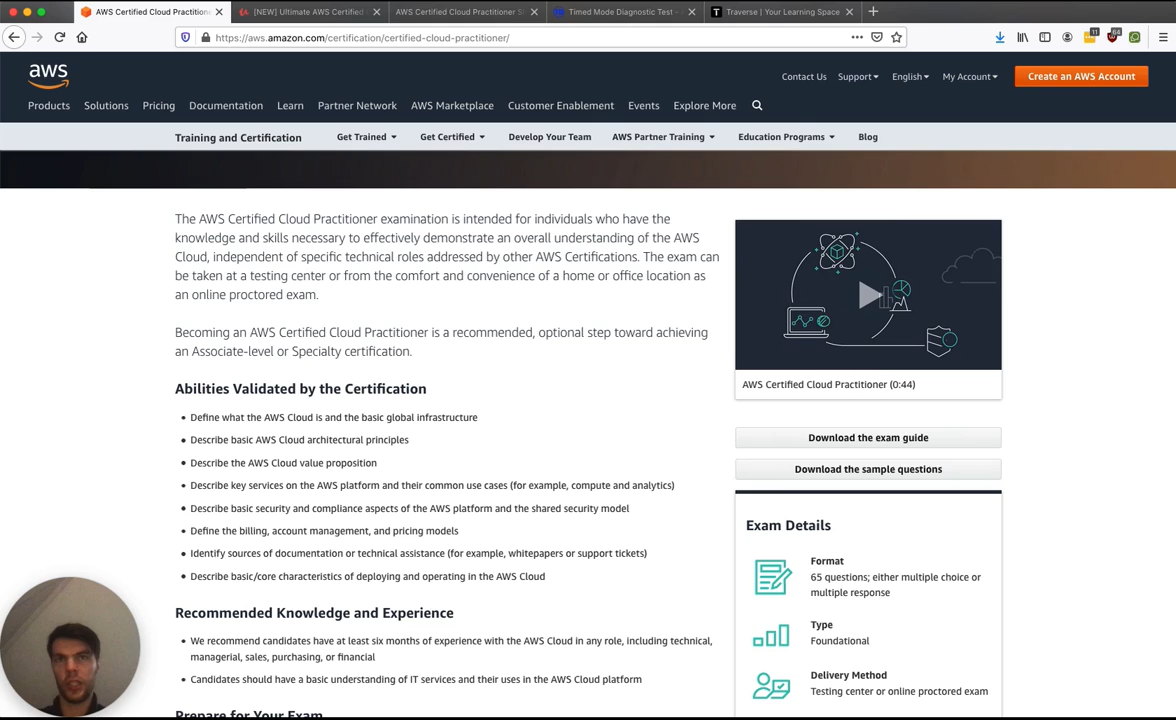 AWS Certified Cloud Practitione
[NEW] Ultimate AWS Certified
AWS Certified Cloud Practitioner S
Timed Mode Diagnostic Test -
Traverse | Your Learning Space
https://aws.amazon.com/certification/certified-cloud-practitioner/
11
64
aws
Contact Us
Support
English
My Account
Create an AWS Account
Products
Solutions
Pricing
Documentation
Learn
Partner Network
AWS Marketplace
Customer Enablement
Events
Explore More
Training and Certification
Get Trained
Get Certified
Develop Your Team
AWS Partner Training
Education Programs
Blog
The AWS Certified Cloud Practitioner examination is intended for individuals who have the
knowledge and skills necessary to effectively demonstrate an overall understanding of the AWS
Cloud, independent of specific technical roles addressed by other AWS Certifications. The exam can
be taken at a testing center or from the comfort and convenience of a home or office location as
an online proctored exam.
Becoming an AWS Certified Cloud Practitioner is a recommended, optional step toward achieving
an Associate-level or Specialty certification.
Abilities Validated by the Certification
• Define what the AWS Cloud is and the basic global infrastructure
• Describe basic AWS Cloud architectural principles
• Describe the AWS Cloud value proposition
• Describe key services on the AWS platform and their common use cases (for example, compute and analytics)
• Describe basic security and compliance aspects of the AWS platform and the shared security model
• Define the billing, account management, and pricing models
• Identify sources of documentation or technical assistance (for example, whitepapers or support tickets)
• Describe basic/core characteristics of deploying and operating in the AWS Cloud
Recommended Knowledge and Experience
• We recommend candidates have at least six months of experience with the AWS Cloud in any role, including technical,
managerial, sales, purchasing, or financial
• Candidates should have a basic understanding of IT services and their uses in the AWS Cloud platform
Prepare for Your Exam
AWS Certified Cloud Practitioner (0:44)
Download the exam guide
Download the sample questions
Exam Details
Format
65 questions; either multiple choice or
multiple response
Type
Foundational
Delivery Method
Testing center or online proctored exam